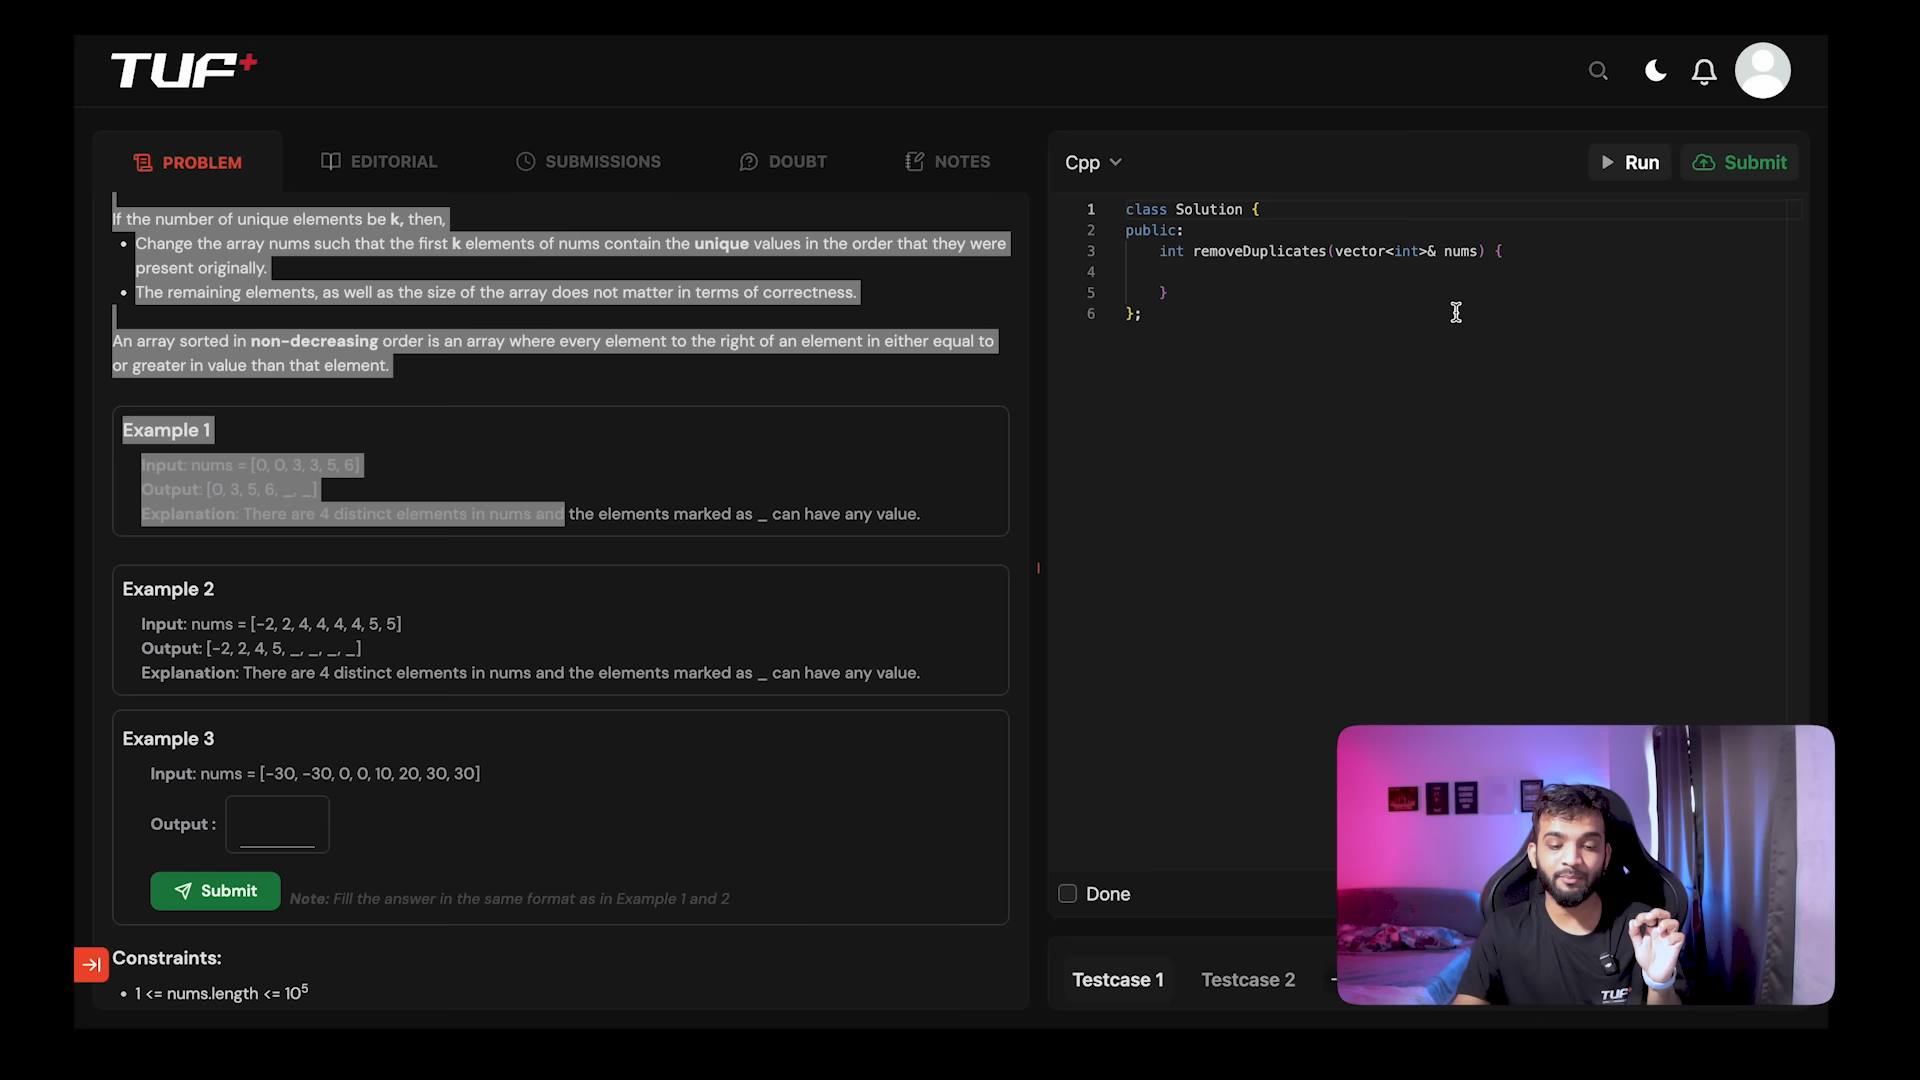 TUF+
PROBLEM
EDITORIAL
SUBMISSIONS
DOUBT
NOTES
If the number of unique elements be k, then,
• Change the array nums such that the first k elements of nums contain the unique values in the order that they were
present originally.
• The remaining elements, as well as the size of the array does not matter in terms of correctness.
An array sorted in non-decreasing order is an array where every element to the right of an element in either equal to
or greater in value than that element.
Example 1
Input: nums = [0, 0, 3, 3, 5, 6]
Output: [0, 3, 5, 6, _, _]
Explanation: There are 4 distinct elements in nums and the elements marked as _ can have any value.
Example 2
Input: nums = [-2, 2, 4, 4, 4, 4, 5, 5]
Output: [-2, 2, 4, 5, _, _, _, _]
Explanation: There are 4 distinct elements in nums and the elements marked as _ can have any value.
Example 3
Input: nums = [-30, -30, 0, 0, 10, 20, 30, 30]
Output :
Submit
Note: Fill the answer in the same format as in Example 1 and 2
Constraints:
• 1 <= nums.length <= 10⁵
Cpp
Run
Submit
1 class Solution {
2 public:
3 int removeDuplicates(vector<int>& nums) {
4
5 }
6 };
Done
Testcase 1
Testcase 2
TUF+